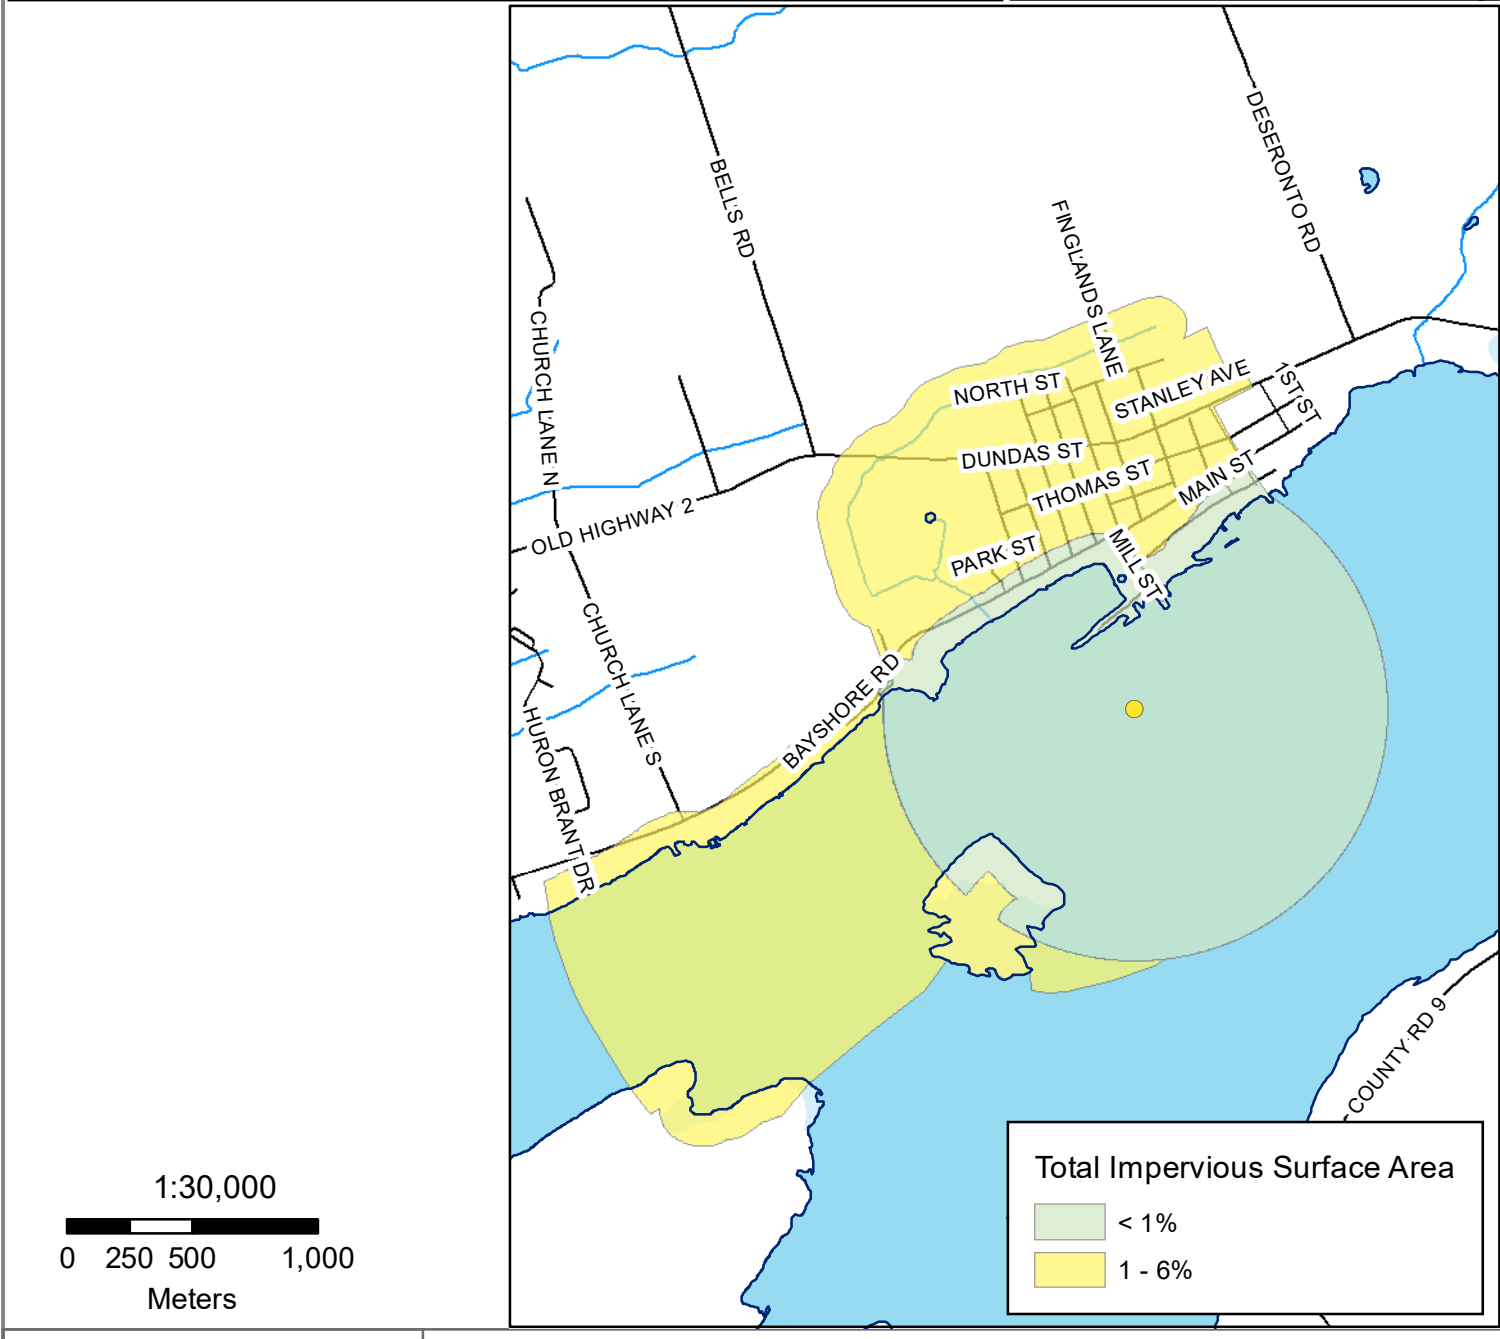 BELL'S RD
DESERONTO RD
FINGLANDS LANE
CHURCH LANE N
NORTH ST
STANLEY AVE
1ST ST
DUNDAS ST
THOMAS ST
MAIN ST
OLD HIGHWAY 2
PARK ST
MILL ST
CHURCH LANE S
BAYSHORE RD
HURON BRANT DR
COUNTY RD 9
Total Impervious Surface Area
< 1%
1 - 6%
1:30,000
0 250 500 1,000
Meters